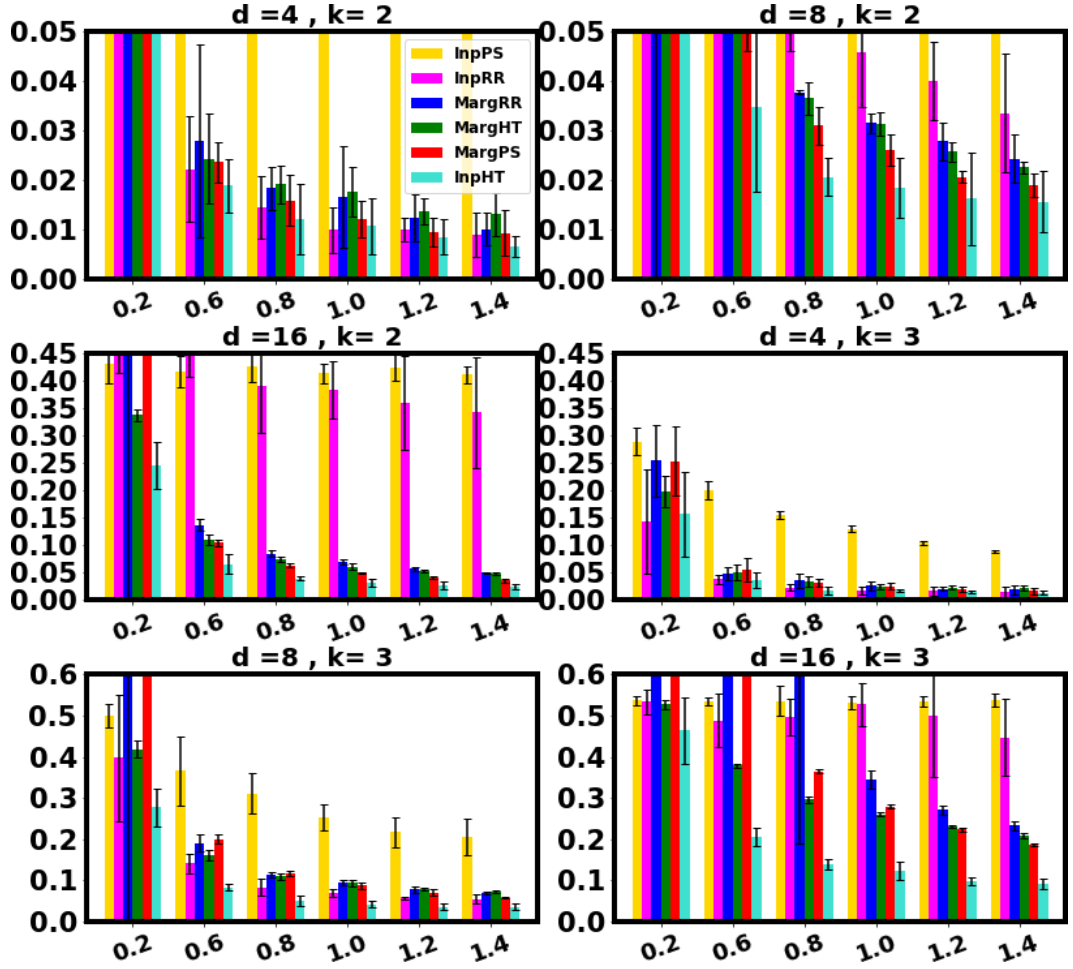 d =4 , k= 2
0.05
0.04
0.03
0.02
0.01
0.00
InpPS
InpRR
MargRR
MargHT
MargPS
InpHT
0.2 0.6 0.8 1.0 1.2 1.4
d =8 , k= 2
0.05
0.04
0.03
0.02
0.01
0.00
0.2 0.6 0.8 1.0 1.2 1.4
d =16 , k= 2
0.45
0.40
0.35
0.30
0.25
0.20
0.15
0.10
0.05
0.00
0.2 0.6 0.8 1.0 1.2 1.4
d =4 , k= 3
0.45
0.40
0.35
0.30
0.25
0.20
0.15
0.10
0.05
0.00
0.2 0.6 0.8 1.0 1.2 1.4
d =8 , k= 3
0.6
0.5
0.4
0.3
0.2
0.1
0.0
0.2 0.6 0.8 1.0 1.2 1.4
d =16 , k= 3
0.6
0.5
0.4
0.3
0.2
0.1
0.0
0.2 0.6 0.8 1.0 1.2 1.4